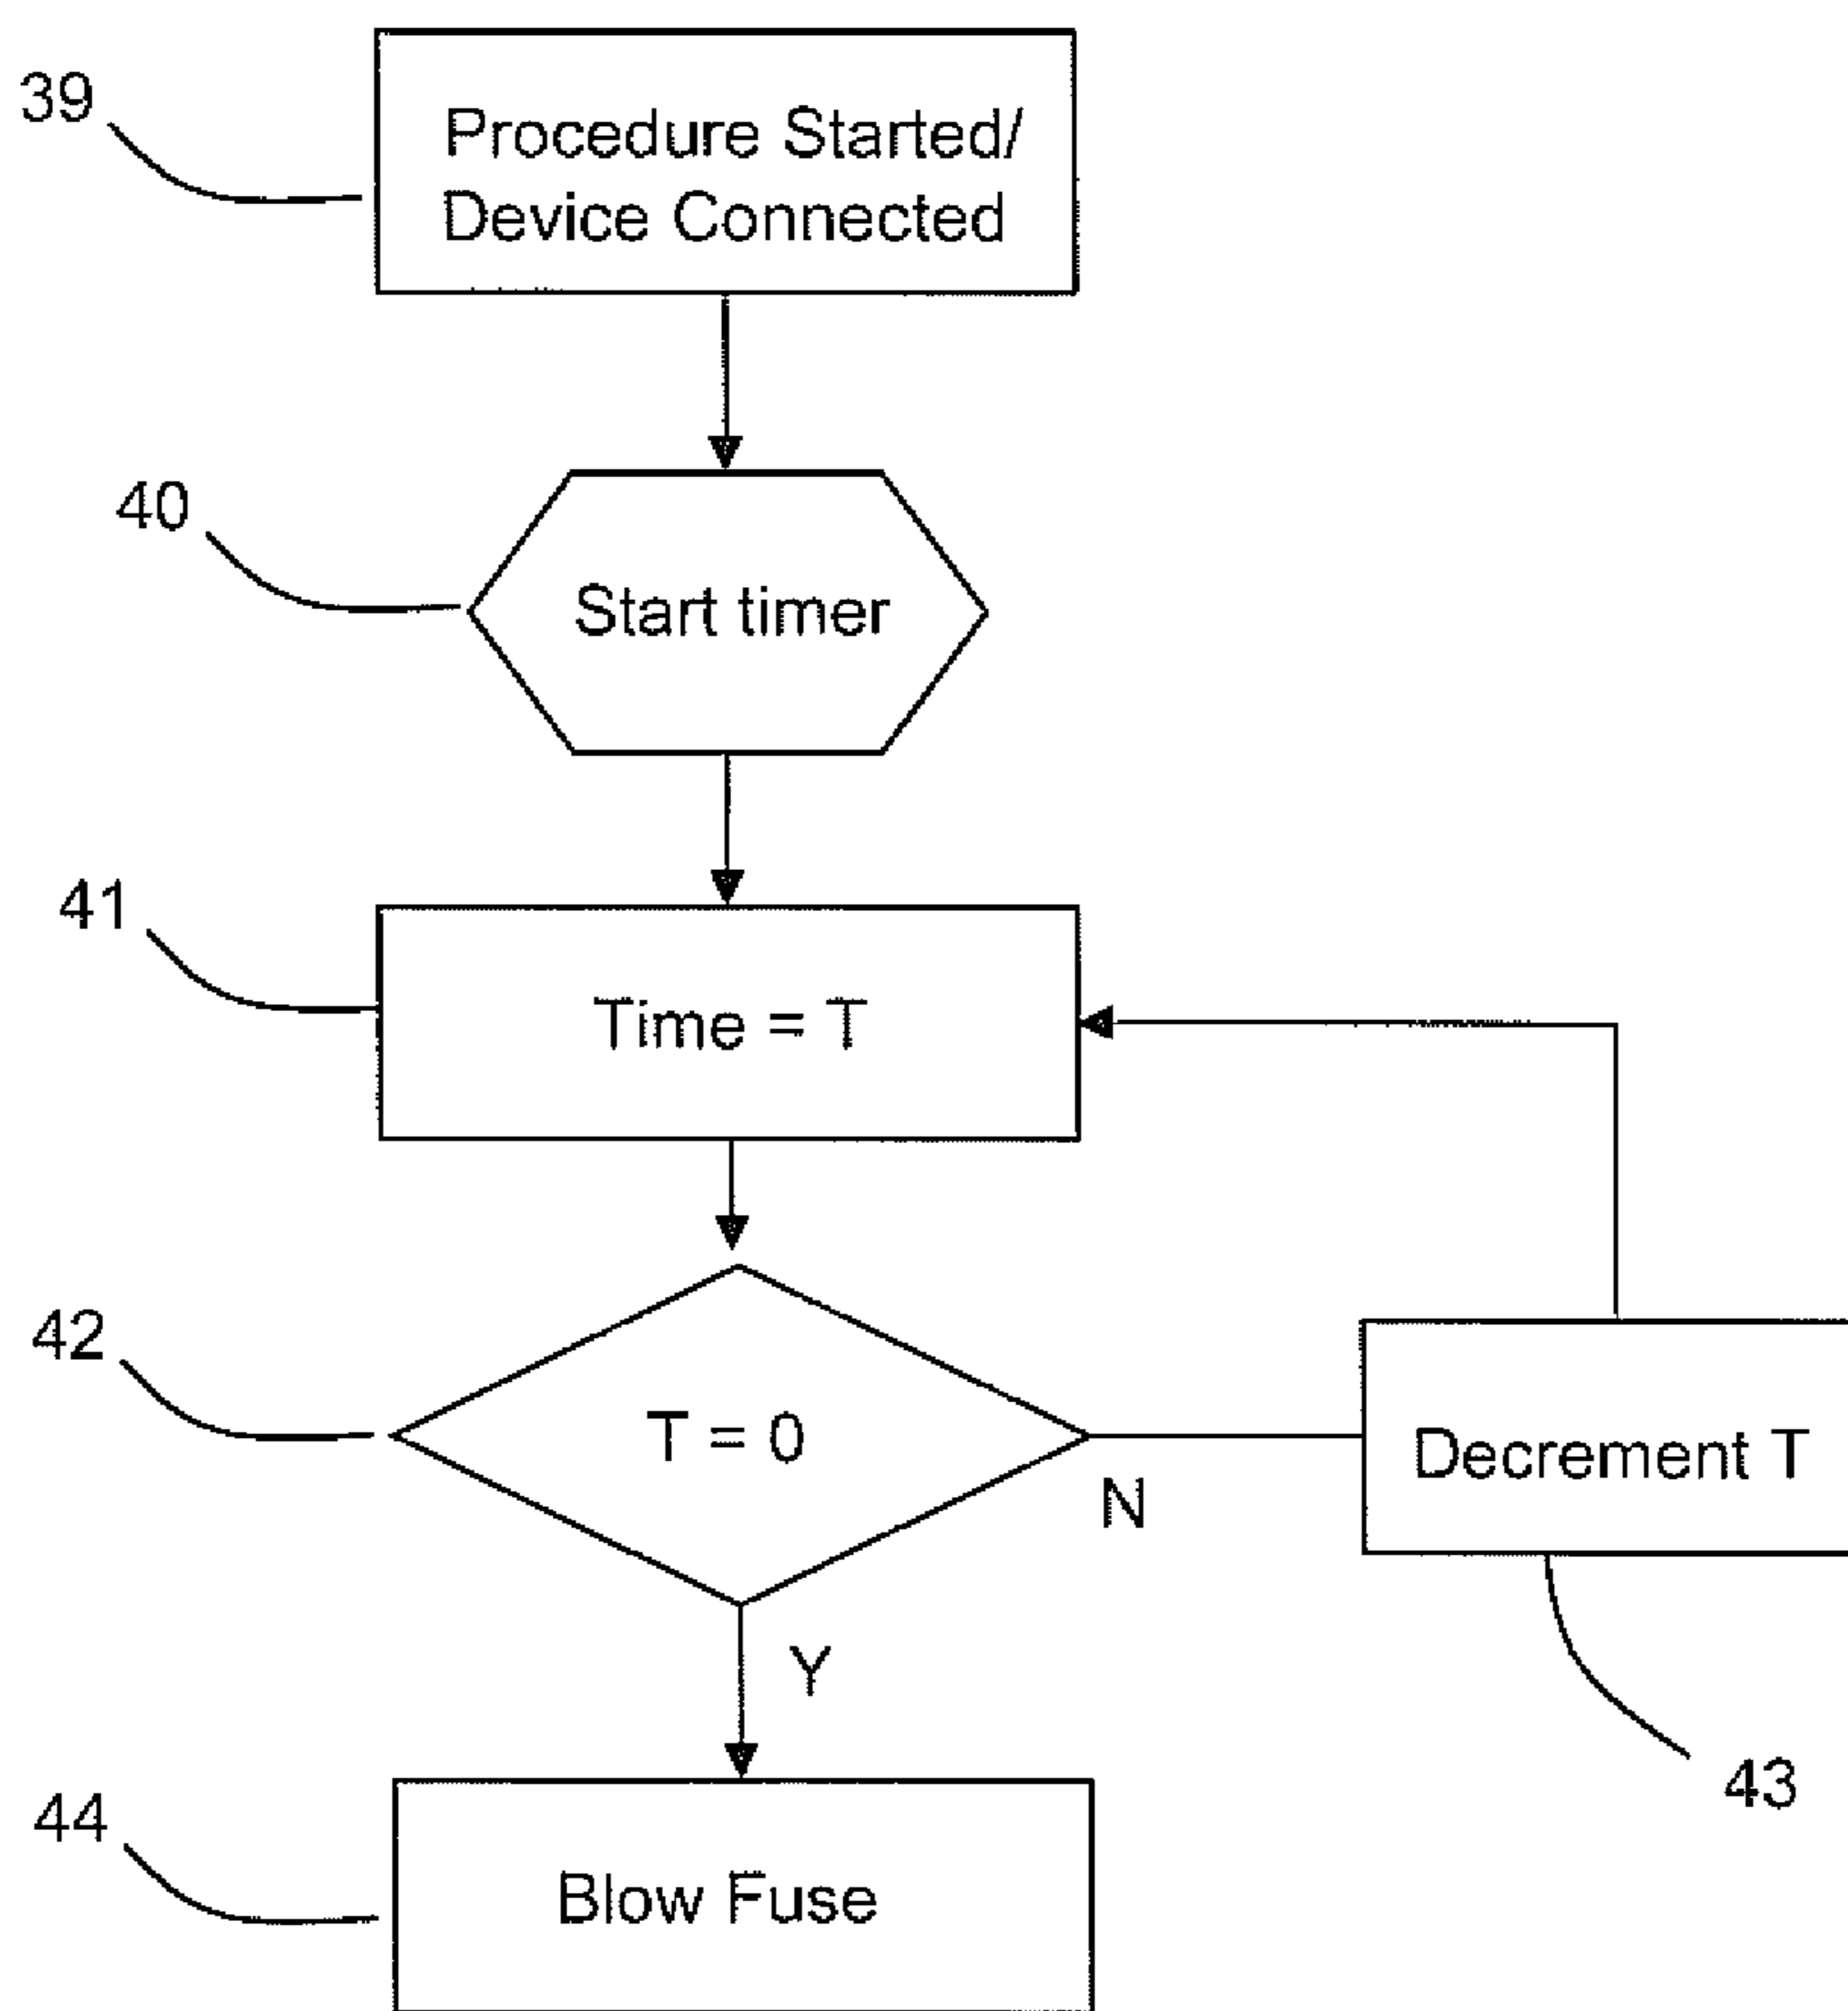 39
Procedure Started/
Device Connected
40
Start timer
41
Time = T
42
T = 0
N
Decrement T
Y
43
44
Blow Fuse